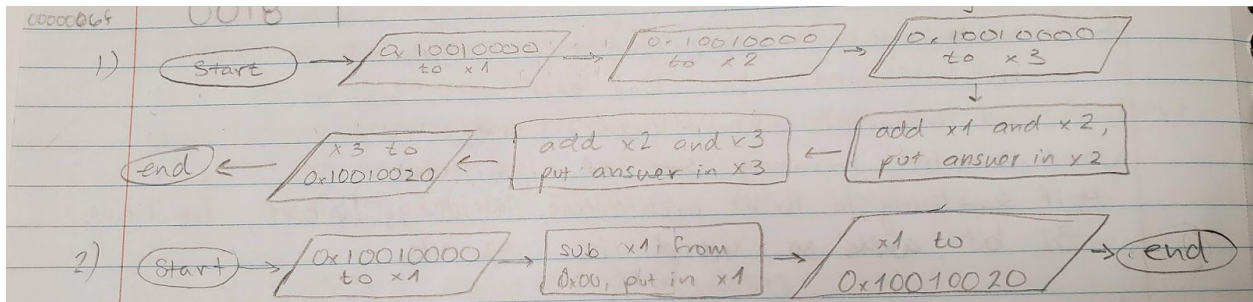 00000064
0018
1)
Start
0x10010000
to x1
0x10010000
to x2
0x10010000
to x3
add x1 and x2,
put answer in x2
add x2 and x3
put answer in x3
x3 to
0x10010020
end
2)
Start
0x10010000
to x1
sub x1 from
0x00, put in x1
x1 to
0x10010020
end